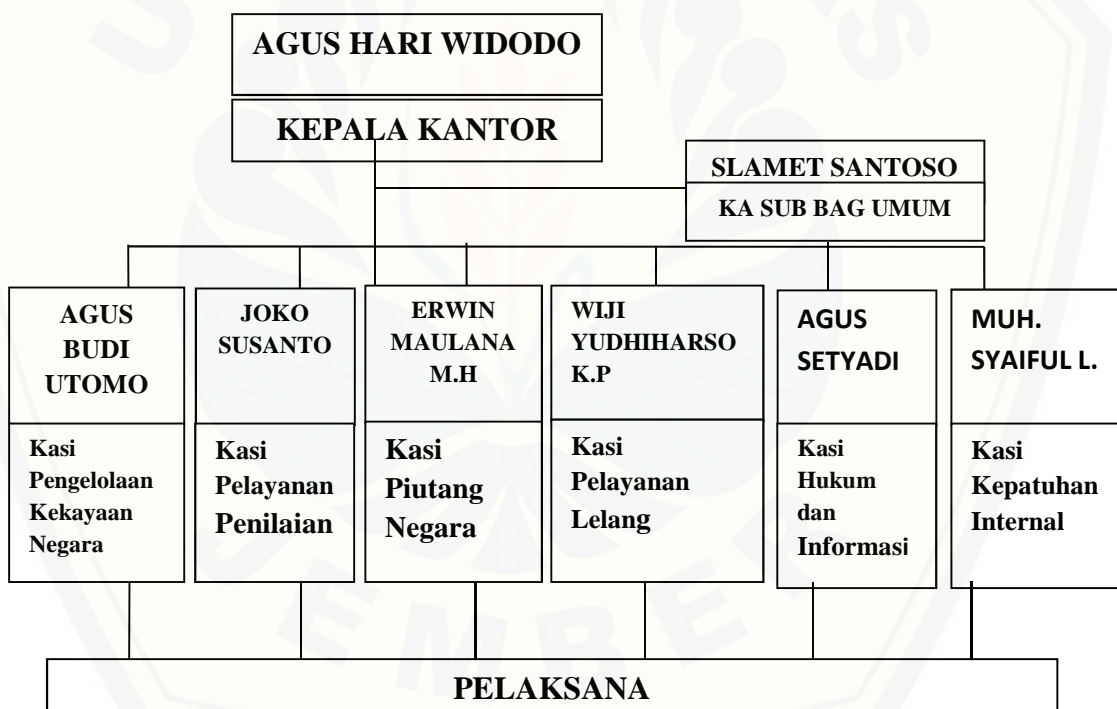 AGUS HARI WIDODO
KEPALA KANTOR
SLAMET SANTOSO
KA SUB BAG UMUM
AGUS
BUDI
UTOMO
JOKO
SUSANTO
ERWIN
MAULANA
M.H
WIJI
YUDHIHARSO
K.P
AGUS
SETYADI
MUH.
SYAIFUL L.
Kasi
Pengelolaan
Kekayaan
Negara
Kasi
Pelayanan
Penilaian
Kasi
Piutang
Negara
Kasi
Pelayanan
Lelang
Kasi
Hukum
dan
Informasi
Kasi
Kepatuhan
Internal
PELAKSANA